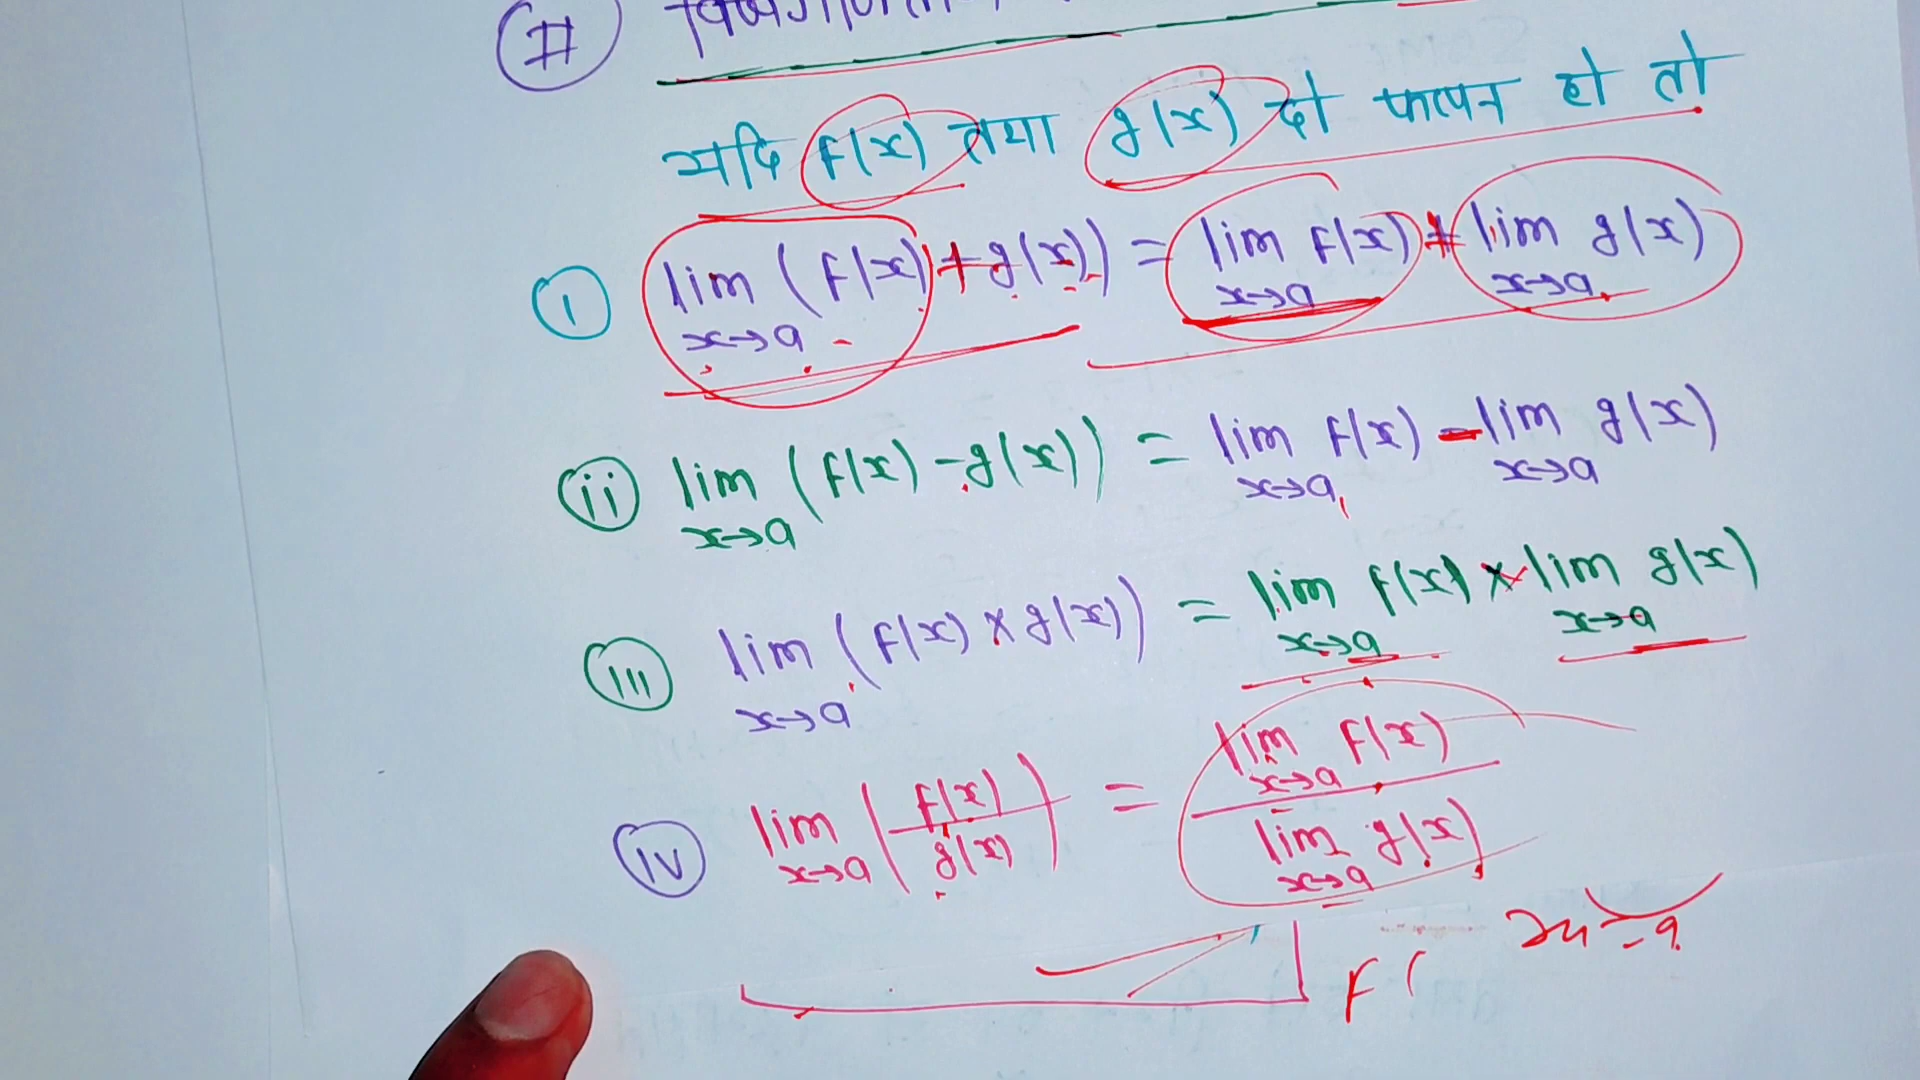 #
यदि f(x) तथा g(x) दो फलन हो तो
(i) lim x→a (f(x) + g(x)) = lim x→a f(x) + lim x→a g(x)
(ii) lim x→a (f(x) - g(x)) = lim x→a f(x) - lim x→a g(x)
(iii) lim x→a (f(x) × g(x)) = lim x→a f(x) × lim x→a g(x)
(iv) lim x→a (f(x)/g(x)) = lim x→a f(x) / lim x→a g(x)
F(